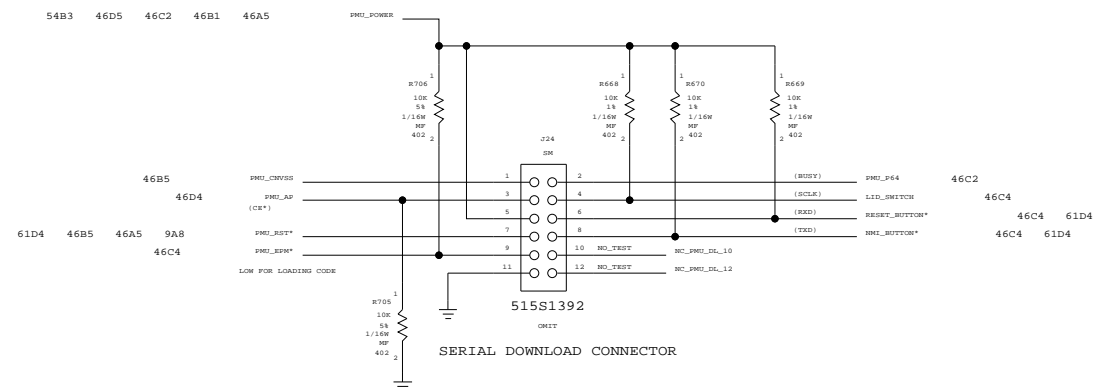 54B3 46D5 46C2 46B1 46A5 PMU_POWER
1
R706
10K
5%
1/16W
MF
402
2
1
R668
10K
1%
1/16W
MF
402
2
1
R670
10K
1%
1/16W
MF
402
2
1
R669
10K
1%
1/16W
MF
402
2
J24
SM
46B5 PMU_CNVSS 1 2 (BUSY) PMU_P64 46C2
46D4 PMU_AP 3 4 (SCLK) LID_SWITCH 46C4
(CE*)
5 6 (RXD) RESET_BUTTON* 46C4 61D4
61D4 46B5 46A5 9A8 PMU_RST* 7 8 (TXD) NMI_BUTTON* 46C4 61D4
46C4 PMU_EPM* 9 10 NO_TEST NC_PMU_DL_10
LOW FOR LOADING CODE 11 12 NO_TEST NC_PMU_DL_12
1
R705
10K
5%
1/16W
MF
402
2
515S1392
OMIT
SERIAL DOWNLOAD CONNECTOR